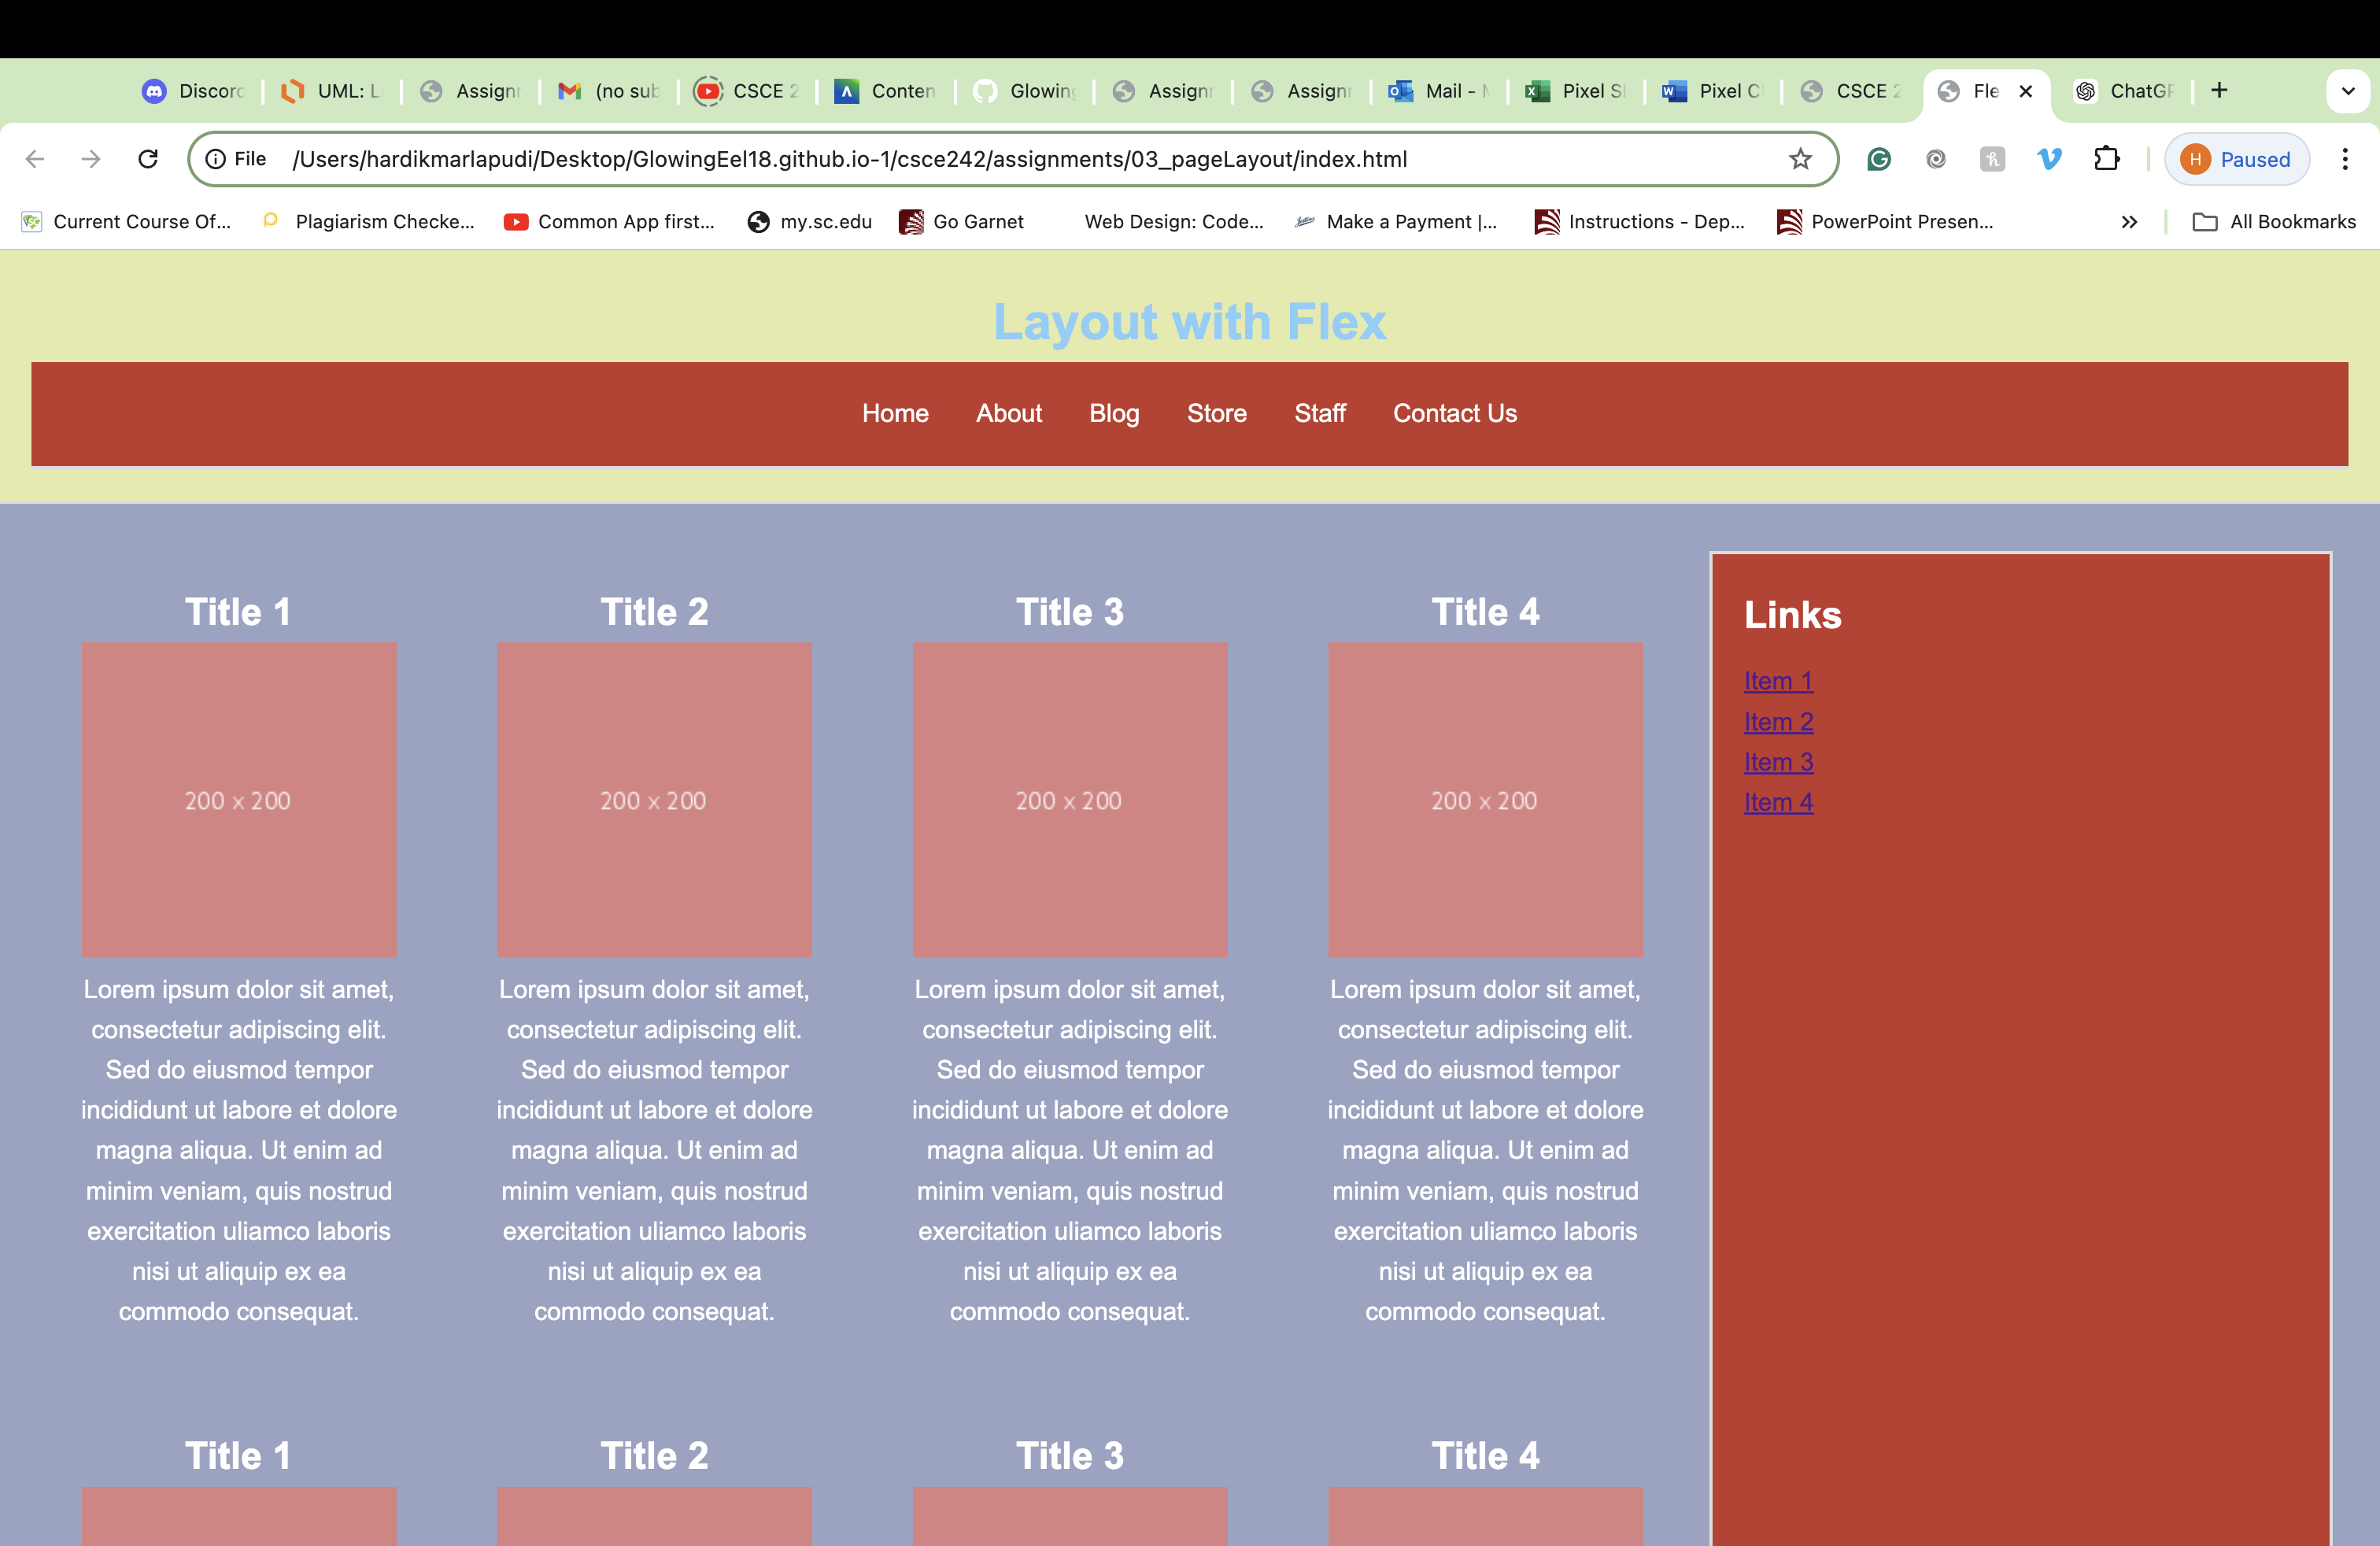 Discord UML: L Assignr (no sub CSCE 2 Conten Glowing Assignr Assignr Mail - M Pixel Sl Pixel C CSCE 2 Fle ChatGP
File /Users/hardikmarlapudi/Desktop/GlowingEel18.github.io-1/csce242/assignments/03_pageLayout/index.html H Paused
Current Course Of... Plagiarism Checke... Common App first... my.sc.edu Go Garnet Web Design: Code... Make a Payment |... Instructions - Dep... PowerPoint Presen... All Bookmarks
Layout with Flex
Home About Blog Store Staff Contact Us
Title 1
200 x 200
Lorem ipsum dolor sit amet,
consectetur adipiscing elit.
Sed do eiusmod tempor
incididunt ut labore et dolore
magna aliqua. Ut enim ad
minim veniam, quis nostrud
exercitation uliamco laboris
nisi ut aliquip ex ea
commodo consequat.
Title 2
200 x 200
Lorem ipsum dolor sit amet,
consectetur adipiscing elit.
Sed do eiusmod tempor
incididunt ut labore et dolore
magna aliqua. Ut enim ad
minim veniam, quis nostrud
exercitation uliamco laboris
nisi ut aliquip ex ea
commodo consequat.
Title 3
200 x 200
Lorem ipsum dolor sit amet,
consectetur adipiscing elit.
Sed do eiusmod tempor
incididunt ut labore et dolore
magna aliqua. Ut enim ad
minim veniam, quis nostrud
exercitation uliamco laboris
nisi ut aliquip ex ea
commodo consequat.
Title 4
200 x 200
Lorem ipsum dolor sit amet,
consectetur adipiscing elit.
Sed do eiusmod tempor
incididunt ut labore et dolore
magna aliqua. Ut enim ad
minim veniam, quis nostrud
exercitation uliamco laboris
nisi ut aliquip ex ea
commodo consequat.
Links
Item 1
Item 2
Item 3
Item 4
Title 1 Title 2 Title 3 Title 4